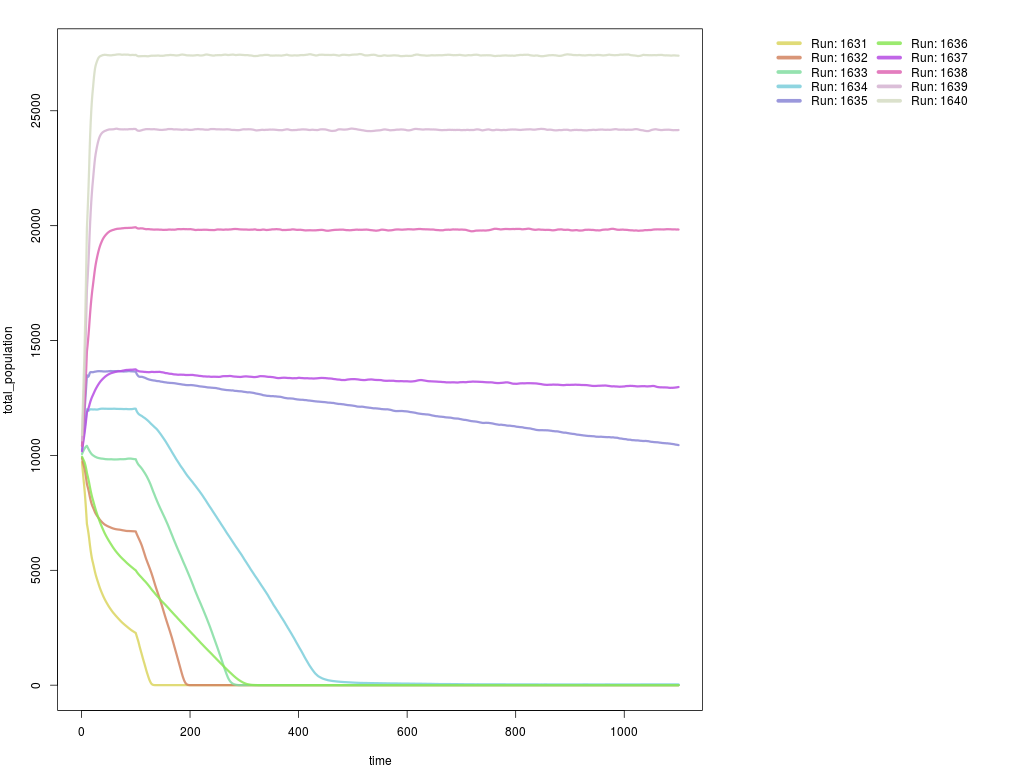 Run: 1631
Run: 1632
Run: 1633
Run: 1634
Run: 1635
Run: 1636
Run: 1637
Run: 1638
Run: 1639
Run: 1640
total_population
25000
20000
15000
10000
5000
0
0 200 400 600 800 1000
time